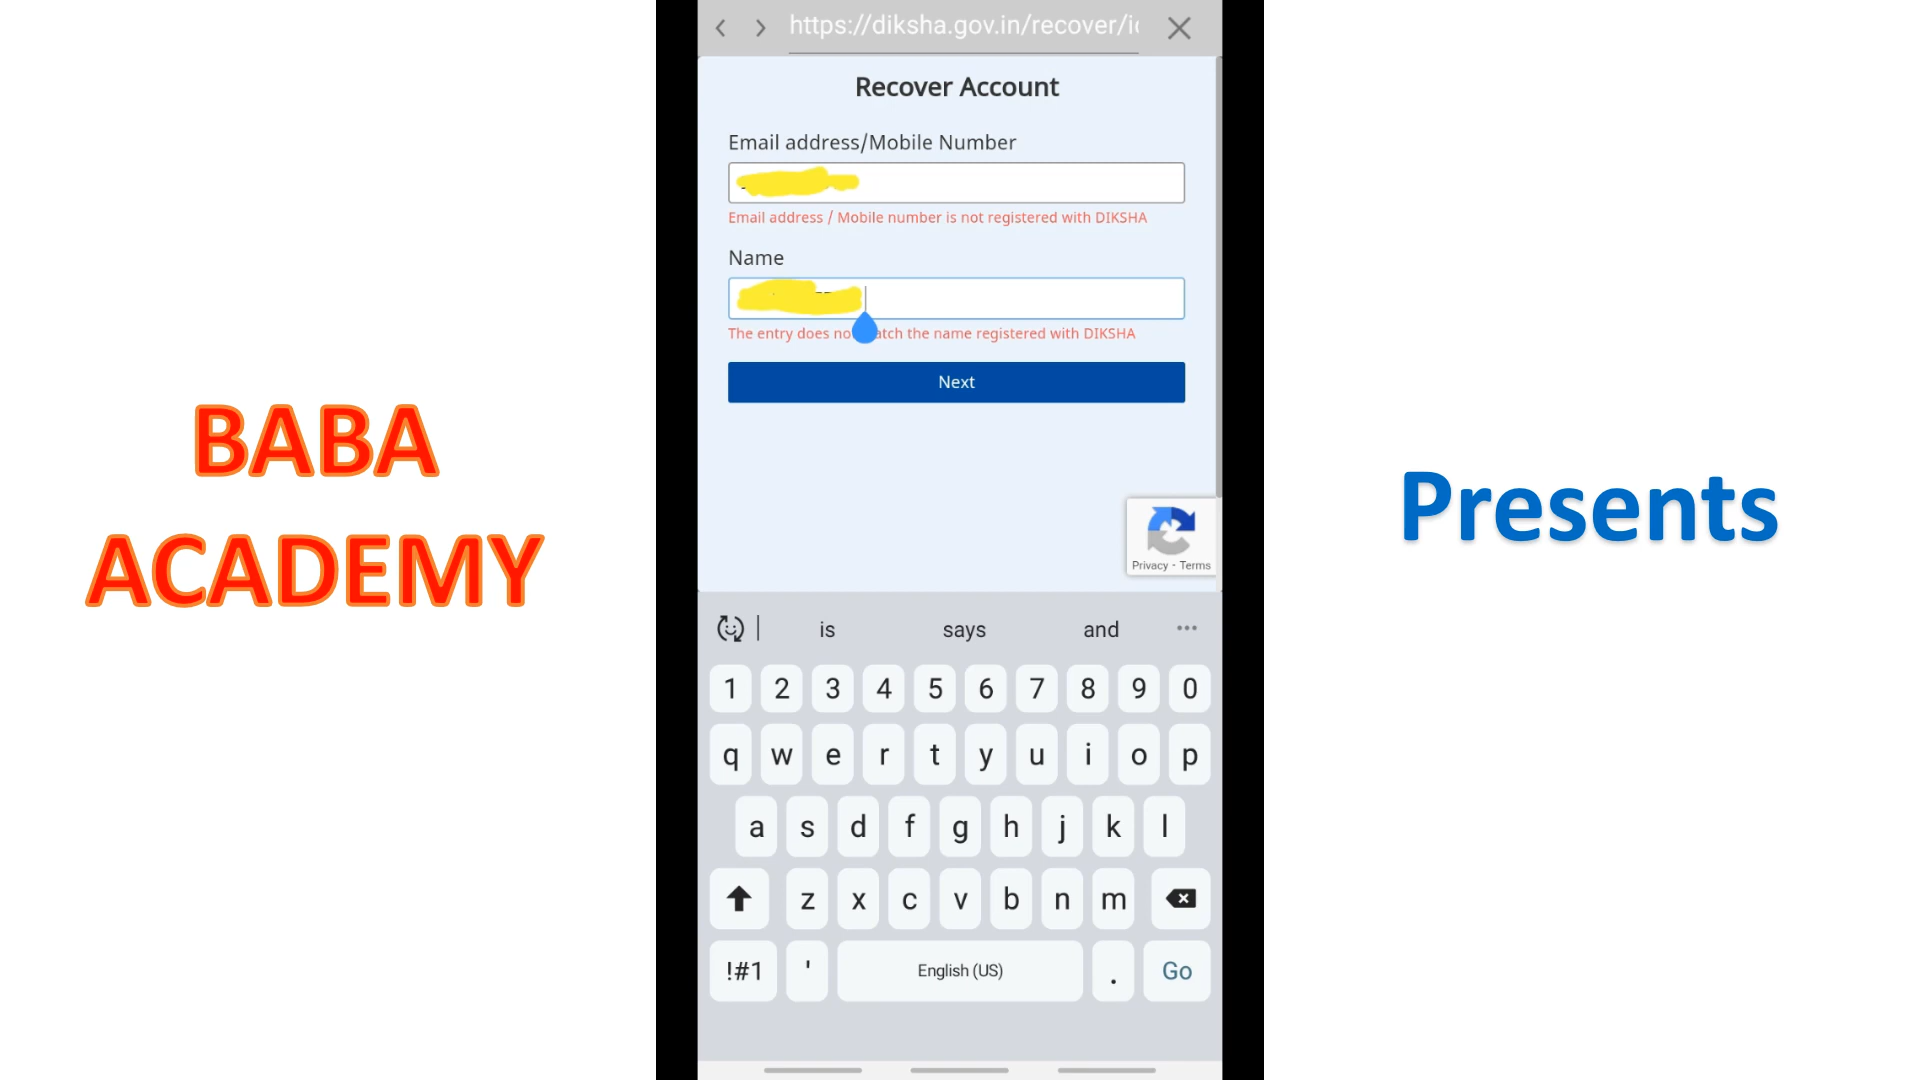 BABA
ACADEMY
Presents
https://diksha.gov.in/recover/i
Recover Account
Email address/Mobile Number
Email address / Mobile number is not registered with DIKSHA
Name
The entry does no atch the name registered with DIKSHA
Next
Privacy - Terms
is says and
1 2 3 4 5 6 7 8 9 0
q w e r t y u i o p
a s d f g h j k l
z x c v b n m
!#1 ' English (US) . Go